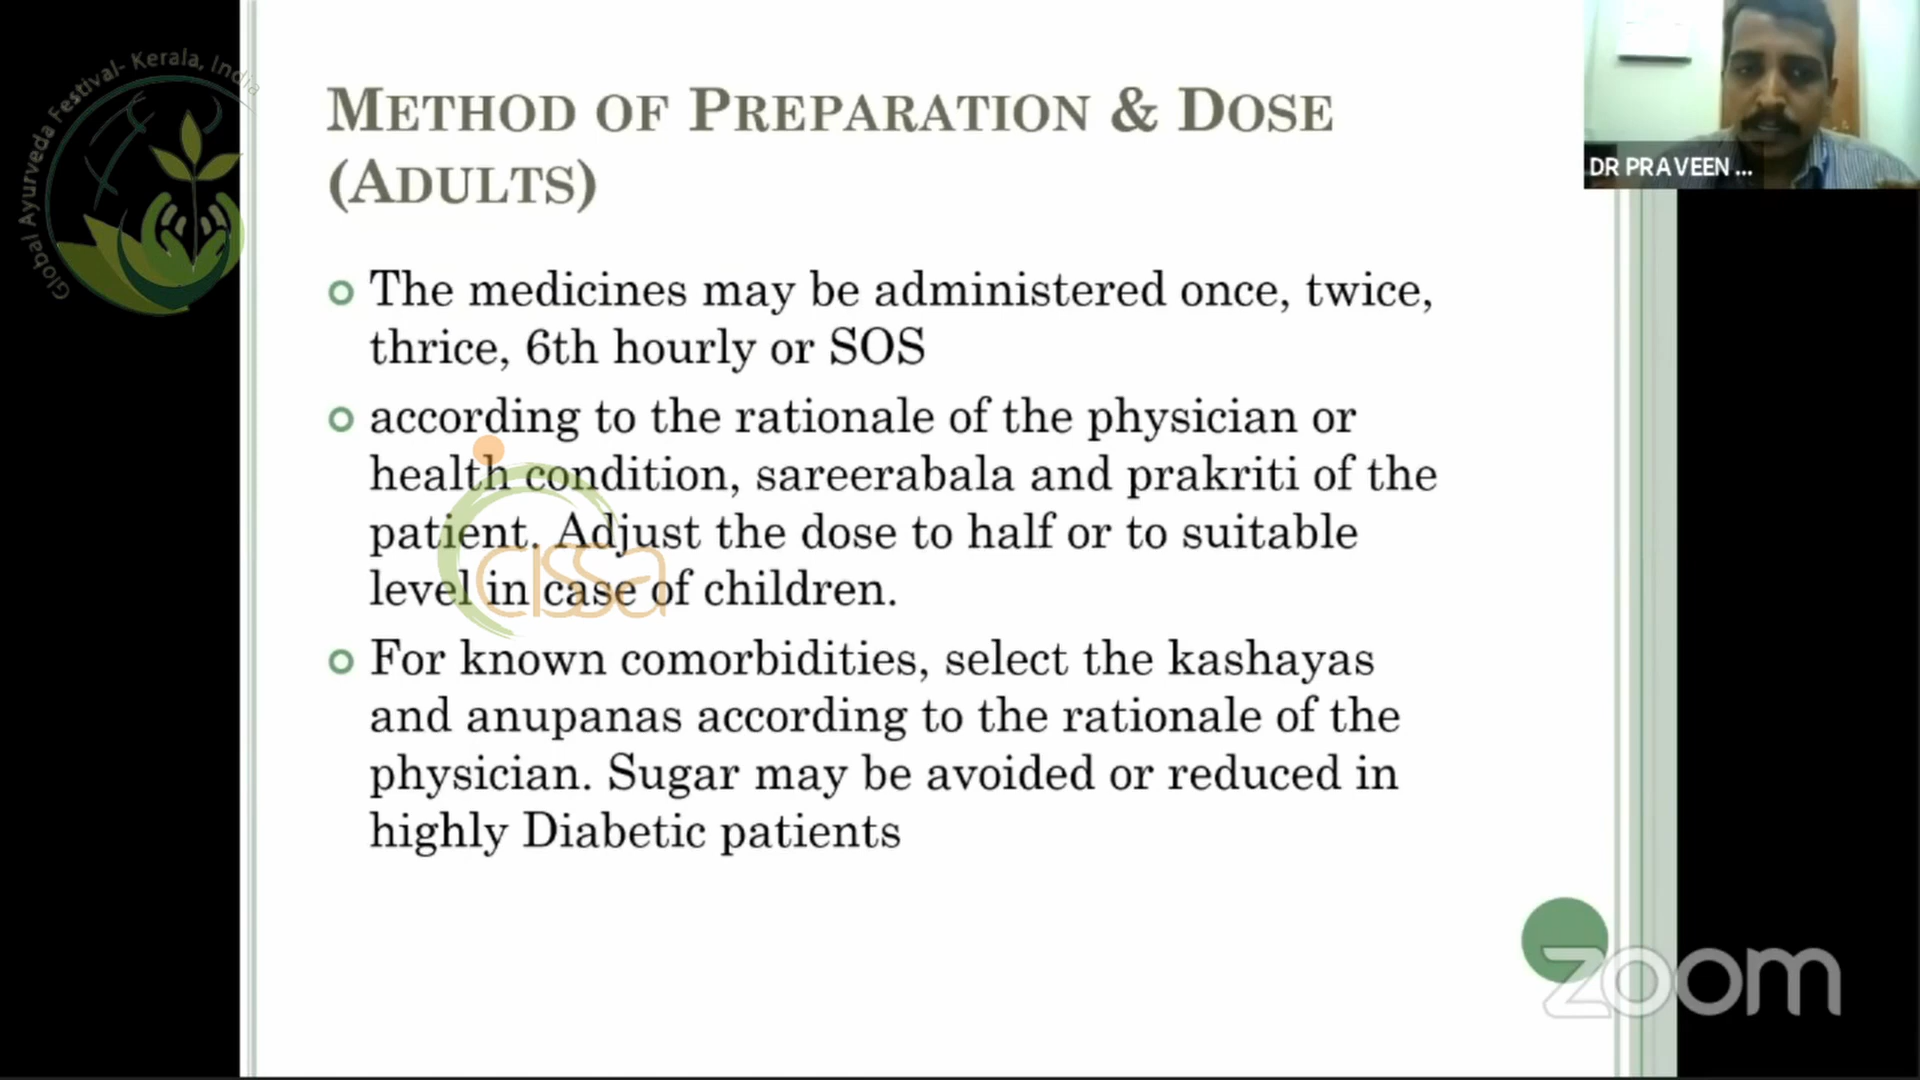 Global Ayurveda Festival- Kerala, India
METHOD OF PREPARATION & DOSE
(ADULTS)
DR PRAVEEN ...
The medicines may be administered once, twice,
thrice, 6th hourly or SOS
according to the rationale of the physician or
health condition, sareerabala and prakriti of the
patient. Adjust the dose to half or to suitable
level in case of children.
cissa
For known comorbidities, select the kashayas
and anupanas according to the rationale of the
physician. Sugar may be avoided or reduced in
highly Diabetic patients
zoom